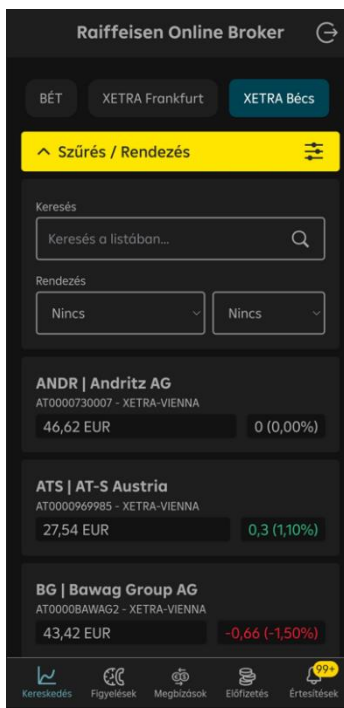 Raiffeisen Online Broker
BÉT XETRA Frankfurt XETRA Bécs
Szűrés / Rendezés
Keresés
Keresés a listában...
Rendezés
Nincs Nincs
ANDR | Andritz AG
AT0000730007 - XETRA-VIENNA
46,62 EUR 0 (0,00%)
ATS | AT-S Austria
AT0000969985 - XETRA-VIENNA
27,54 EUR 0,3 (1,10%)
BG | Bawag Group AG
AT0000BAWAG2 - XETRA-VIENNA
43,42 EUR -0,66 (-1,50%)
99+
Kereskedés Figyelések Megbízások Előfizetés Értesítések